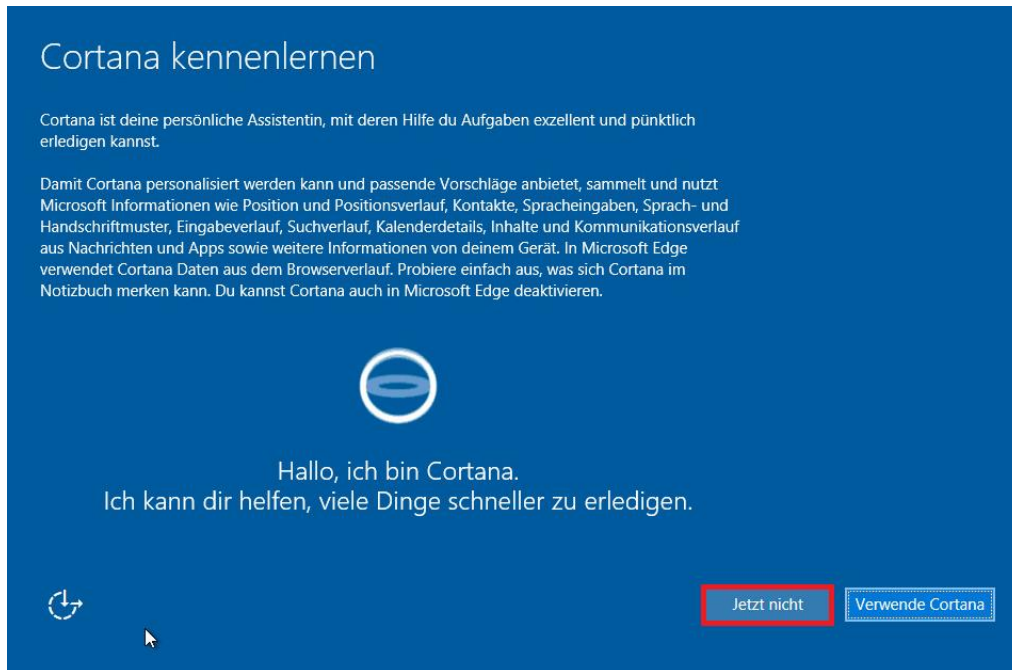 Cortana kennenlernen
Cortana ist deine persönliche Assistentin, mit deren Hilfe du Aufgaben exzellent und pünktlich
erledigen kannst.
Damit Cortana personalisiert werden kann und passende Vorschläge anbietet, sammelt und nutzt
Microsoft Informationen wie Position und Positionsverlauf, Kontakte, Spracheingaben, Sprach- und
Handschriftmuster, Eingabeverlauf, Suchverlauf, Kalenderdetails, Inhalte und Kommunikationsverlauf
aus Nachrichten und Apps sowie weitere Informationen von deinem Gerät. In Microsoft Edge
verwendet Cortana Daten aus dem Browserverlauf. Probiere einfach aus, was sich Cortana im
Notizbuch merken kann. Du kannst Cortana auch in Microsoft Edge deaktivieren.
Hallo, ich bin Cortana.
Ich kann dir helfen, viele Dinge schneller zu erledigen.
Jetzt nicht
Verwende Cortana